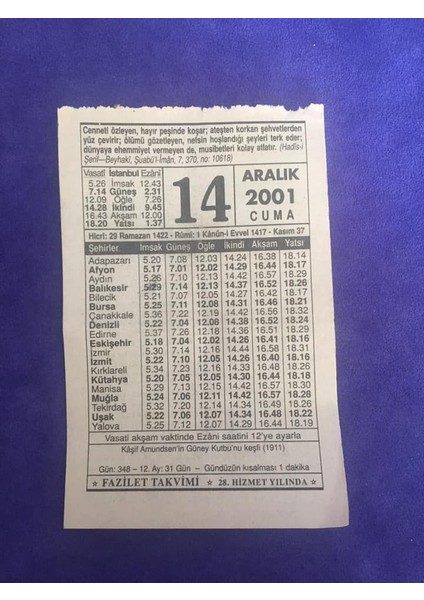 Cenneti özleyen, hayır peşinde koşar; ateşten korkan şehvetlerden
yüz çevirir; ölümü gözetleyen, nefsin hoşlandığı şeyleri terk eder;
dünyaya ehemmiyet vermeyen de, musibetleri kolay atlatır. (Hadîs-i
Şerif—Beyhakî, Şuabü'l-Îmân, 7, 370, no: 10618)
Vasatî İstanbul Ezânî
5.26 İmsak 12.43
7.14 Güneş 2.31
12.09 Öğle 7.26
14.28 İkindi 9.45
16.43 Akşam 12.00
18.20 Yatsı 1.37
14
ARALIK
2001
CUMA
Hicrî: 29 Ramazan 1422 - Rûmî: 1 Kânûn-i Evvel 1417 - Kasım 37
Şehirler İmsak Güneş Öğle İkindi Akşam Yatsı
Adapazarı 5.20 7.08 12.03 14.24 16.38 18.14
Afyon 5.17 7.01 12.02 14.29 16.44 18.17
Aydın 5.26 7.10 12.13 14.42 16.57 18.29
Balıkesir 5.29 7.14 12.13 14.37 16.52 18.26
Bilecik 5.21 7.07 12.05 14.27 16.42 18.16
Bursa 5.25 7.11 12.08 14.31 16.46 18.21
Çanakkale 5.36 7.22 12.19 14.42 16.56 18.32
Denizli 5.22 7.04 12.08 14.38 16.52 18.24
Edirne 5.37 7.26 12.18 14.36 16.50 18.28
Eskişehir 5.18 7.04 12.02 14.26 16.41 18.16
İzmir 5.30 7.14 12.16 14.44 16.58 18.31
İzmit 5.22 7.10 12.05 14.26 16.40 18.16
Kırklareli 5.34 7.23 12.16 14.33 16.48 18.26
Kütahya 5.20 7.05 12.05 14.30 16.44 18.18
Manisa 5.29 7.13 12.15 14.42 16.57 18.30
Muğla 5.24 7.06 12.11 14.42 16.57 18.28
Tekirdağ 5.32 7.20 12.14 14.34 16.49 18.26
Uşak 5.22 7.06 12.07 14.34 16.48 18.22
Yalova 5.25 7.12 12.07 14.29 16.44 18.19
Vasatî akşam vaktinde Ezânî saatini 12'ye ayarla
Kâşif Amundsen'in Güney Kutbu'nu keşfi (1911)
Gün: 348 – 12. Ay: 31 Gün – Gündüzün kısalması 1 dakika
★ FAZİLET TAKVİMİ ★ 28. HİZMET YILINDA ★